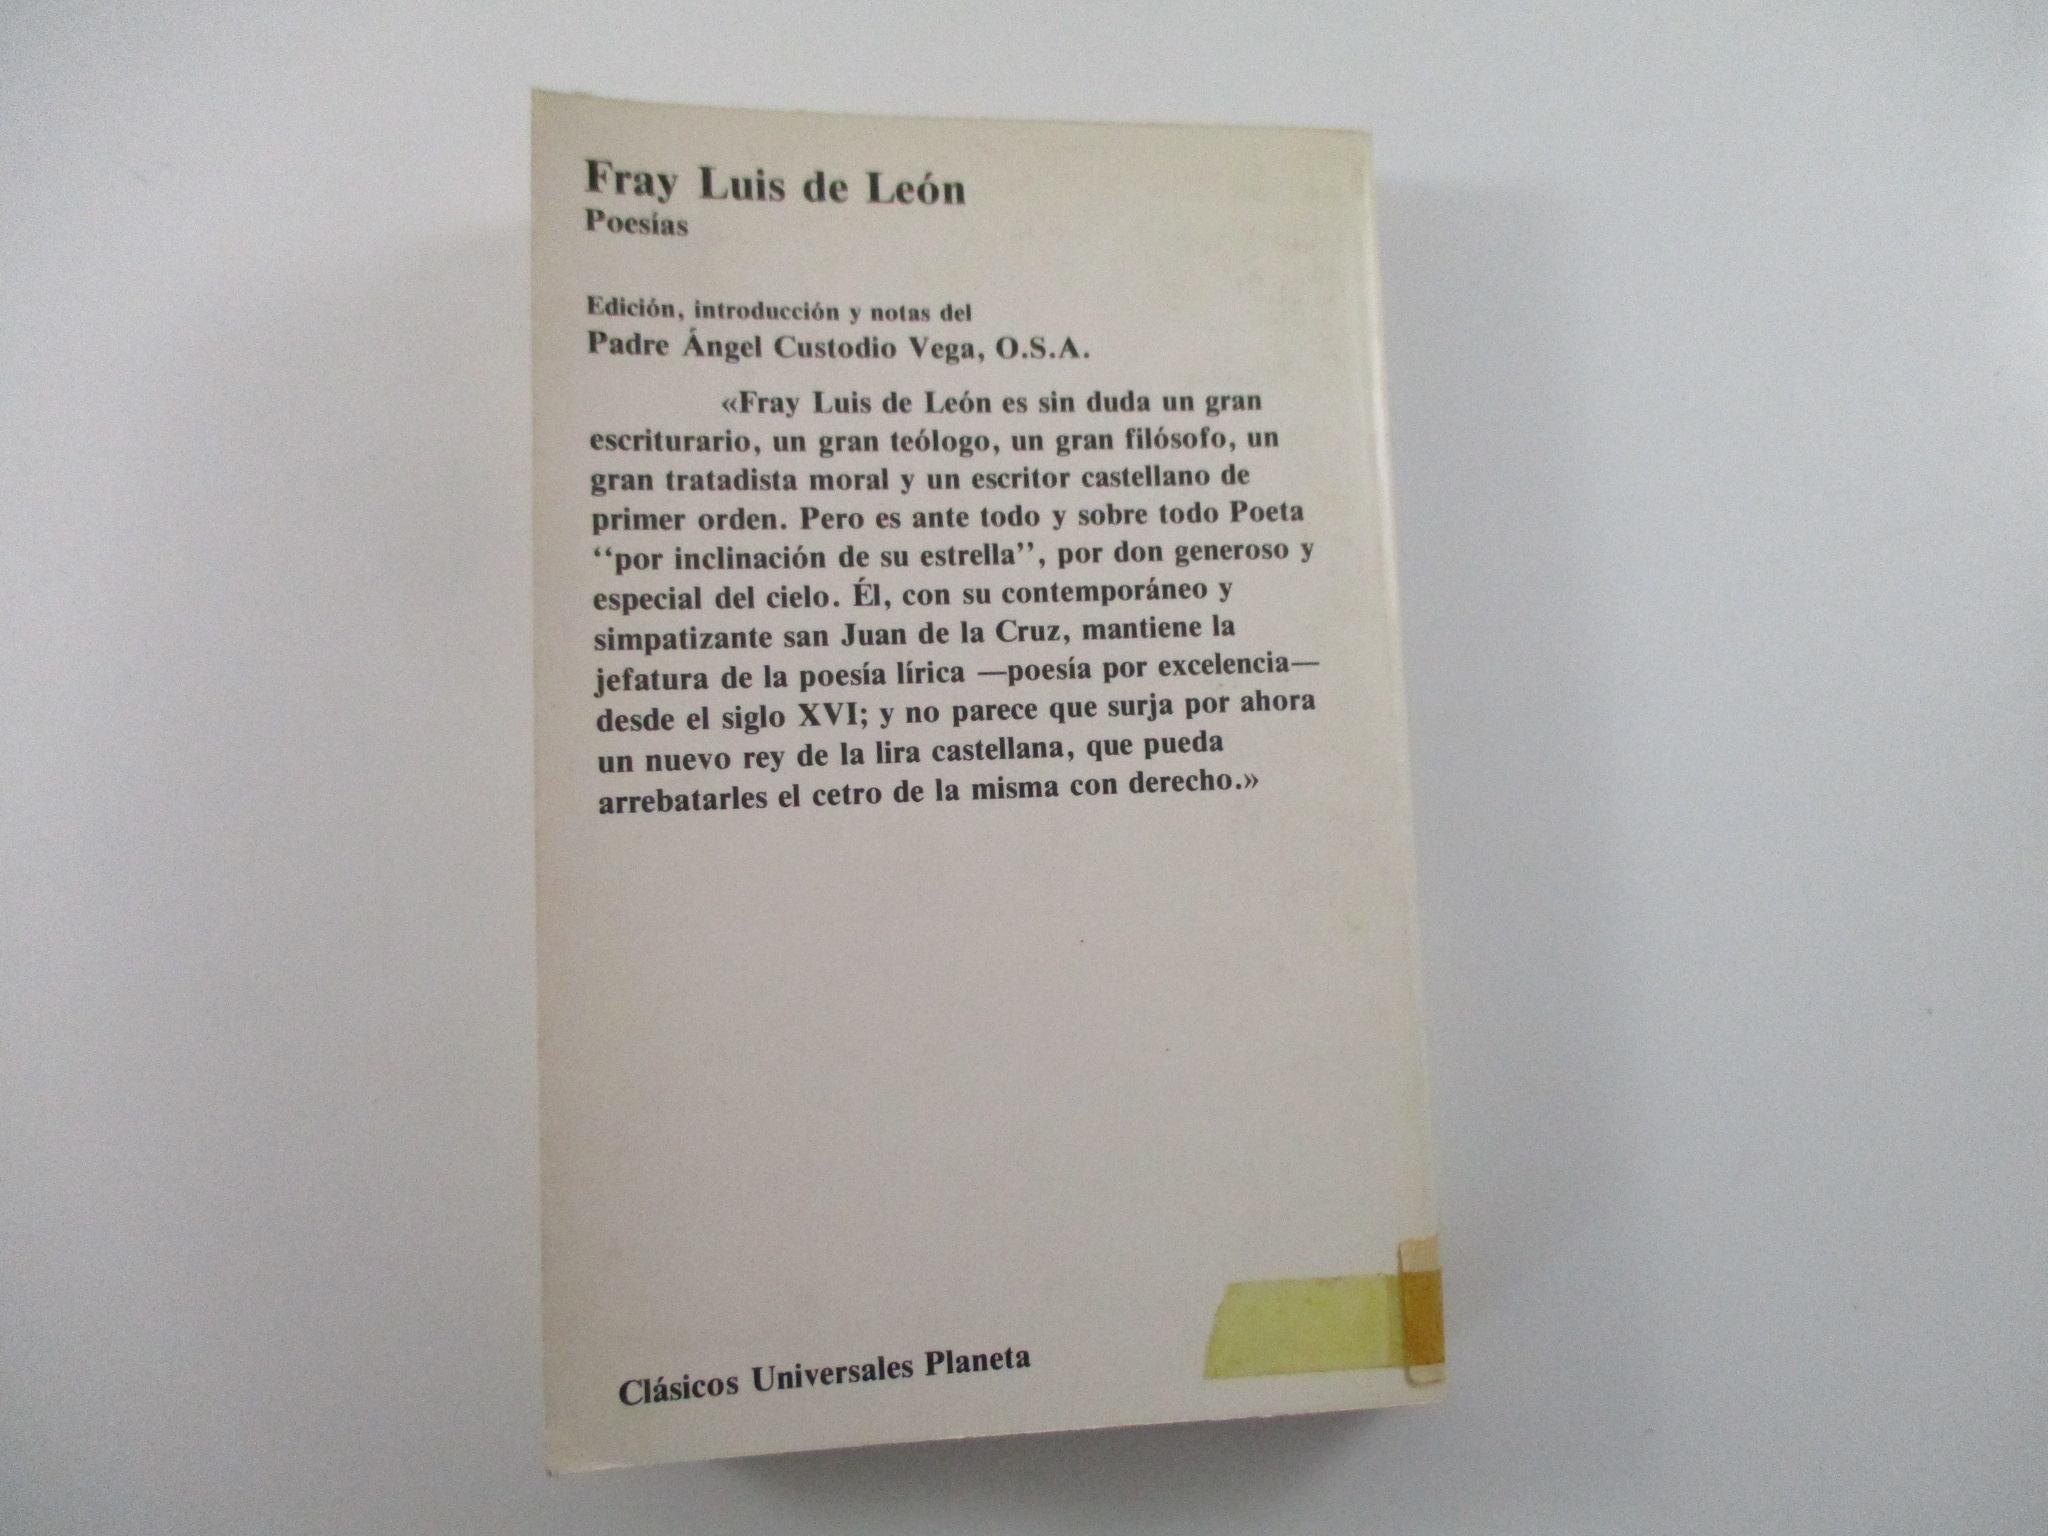 Fray Luis de León
Poesías
Edición, introducción y notas del
Padre Ángel Custodio Vega, O.S.A.
«Fray Luis de León es sin duda un gran
escriturario, un gran teólogo, un gran filósofo, un
gran tratadista moral y un escritor castellano de
primer orden. Pero es ante todo y sobre todo Poeta
“por inclinación de su estrella”, por don generoso y
especial del cielo. Él, con su contemporáneo y
simpatizante san Juan de la Cruz, mantiene la
jefatura de la poesía lírica —poesía por excelencia—
desde el siglo XVI; y no parece que surja por ahora
un nuevo rey de la lira castellana, que pueda
arrebatarles el cetro de la misma con derecho.»
Clásicos Universales Planeta